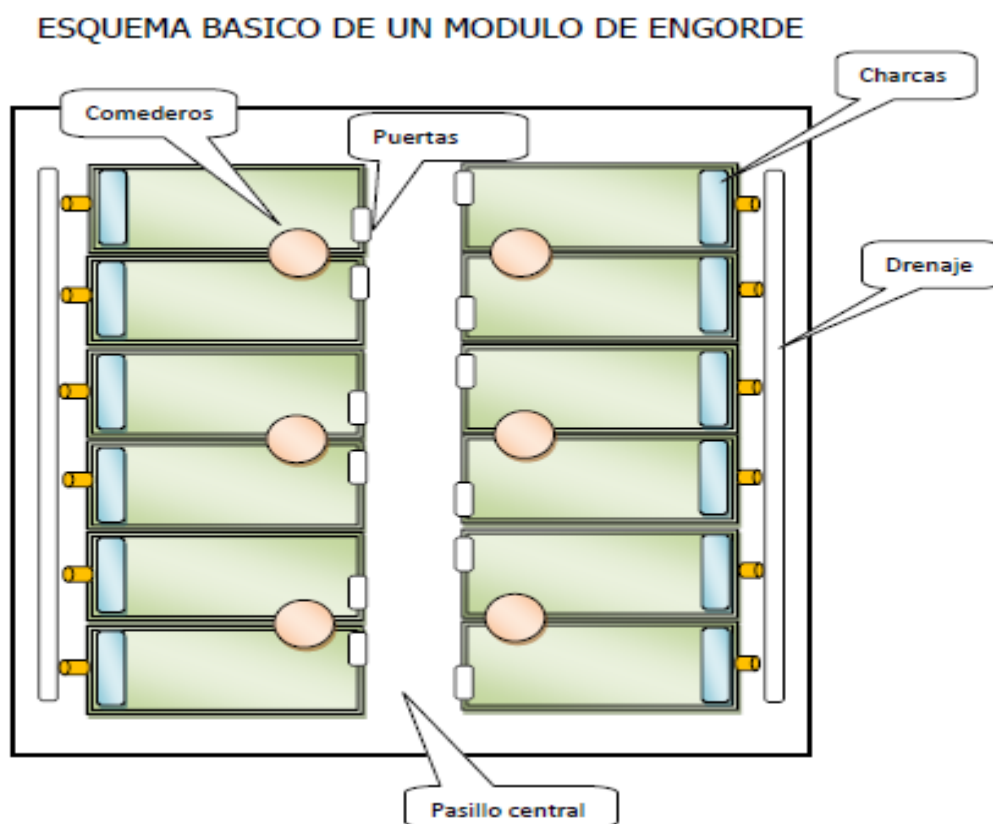 ESQUEMA BASICO DE UN MODULO DE ENGORDE
Charcas
Comederos
Puertas
Drenaje
Pasillo central